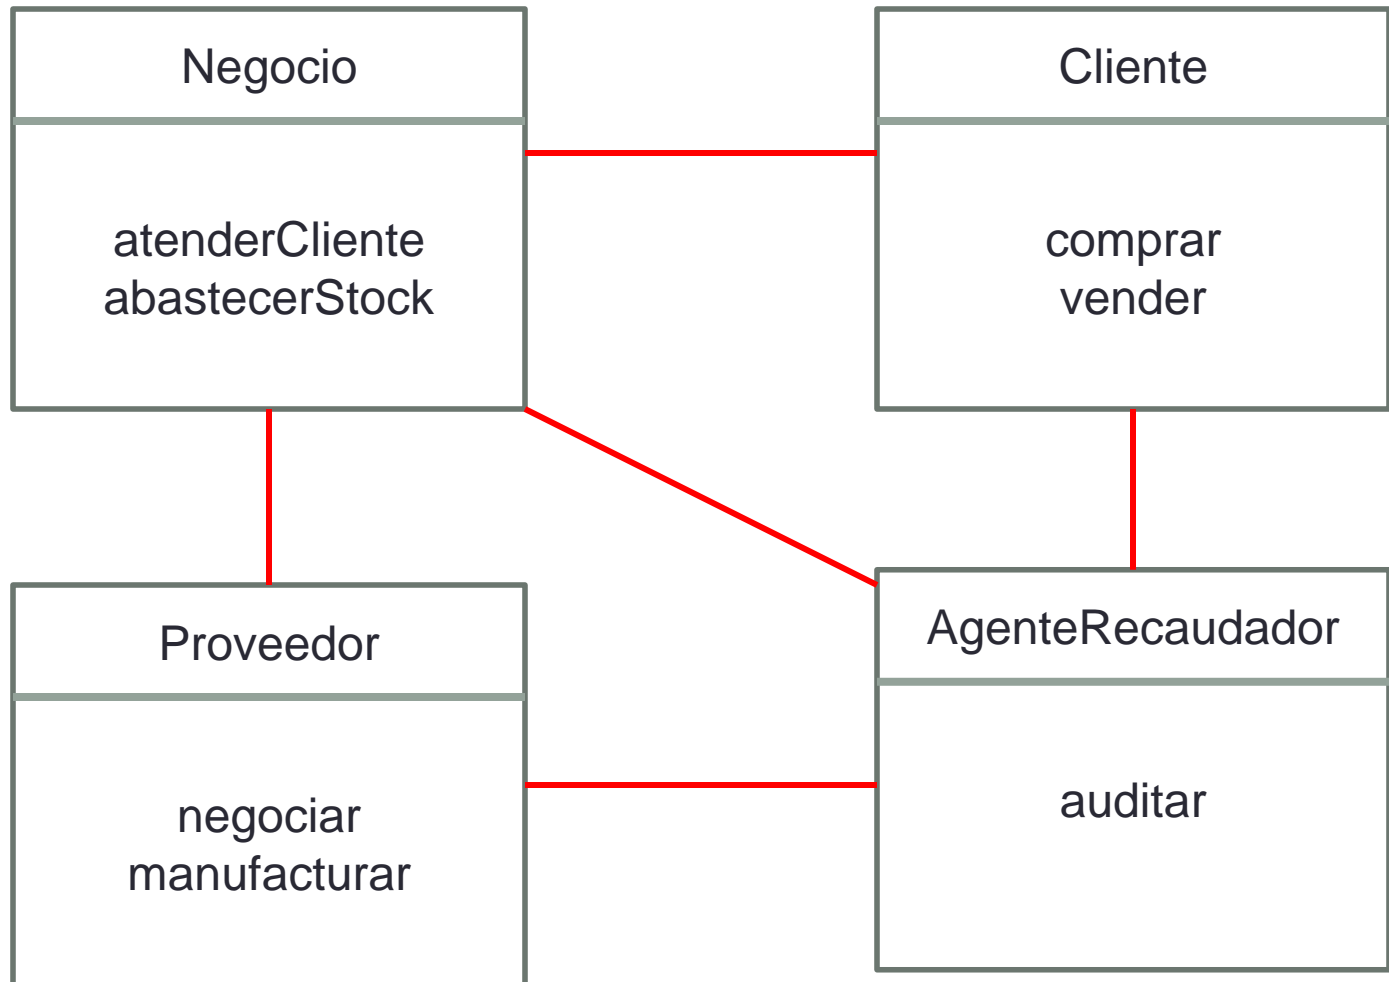 Negocio
atenderCliente
abastecerStock
Cliente
comprar
vender
Proveedor
negociar
manufacturar
AgenteRecaudador
auditar